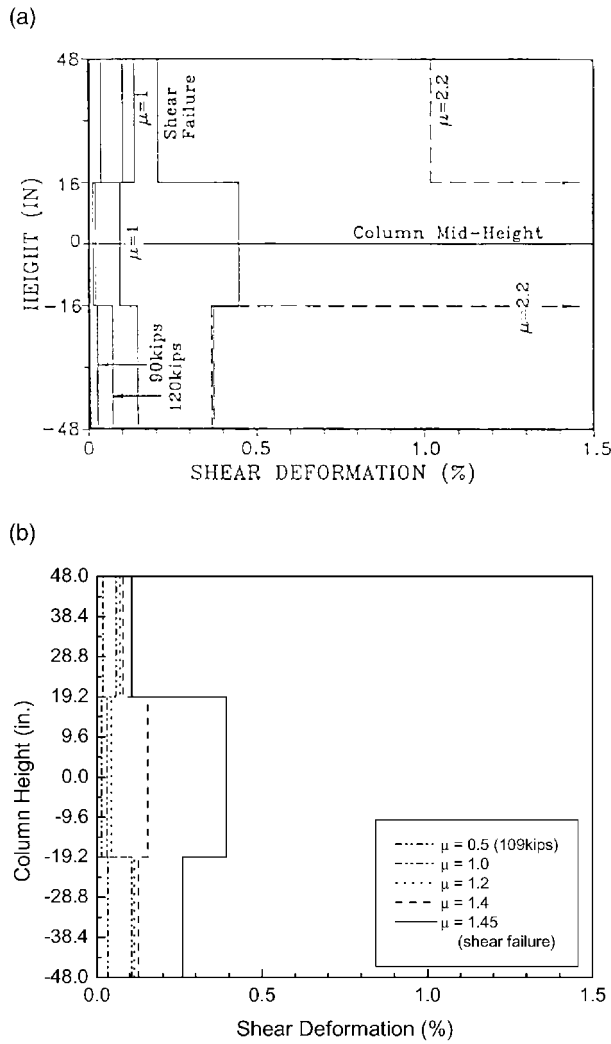 (a)
48
16
0
-16
-48
HEIGHT (IN)
μ=1
Shear
Failure
μ=2.2
Column Mid-Height
μ=1
μ=2.2
90kips
120kips
0
0.5
1.0
1.5
SHEAR DEFORMATION (%)
(b)
48.0
38.4
28.8
19.2
9.6
0.0
-9.6
-19.2
-28.8
-38.4
-48.0
Column Height (in.)
μ = 0.5 (109kips)
μ = 1.0
μ = 1.2
μ = 1.4
μ = 1.45
(shear failure)
0.0
0.5
1.0
1.5
Shear Deformation (%)